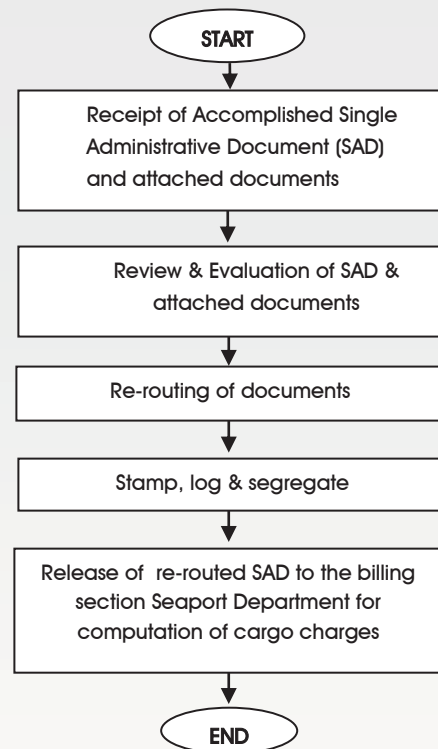 START
Receipt of Accomplished Single
Administrative Document (SAD)
and attached documents
Review & Evaluation of SAD &
attached documents
Re-routing of documents
Stamp, log & segregate
Release of re-routed SAD to the billing
section Seaport Department for
computation of cargo charges
END